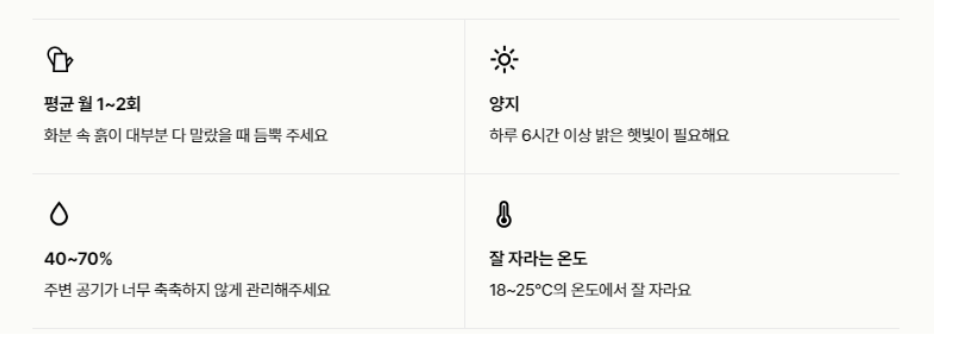 평균 월 1~2회
화분 속 흙이 대부분 다 말랐을 때 듬뿍 주세요
양지
하루 6시간 이상 밝은 햇빛이 필요해요
40~70%
주변 공기가 너무 축축하지 않게 관리해주세요
잘 자라는 온도
18~25°C의 온도에서 잘 자라요